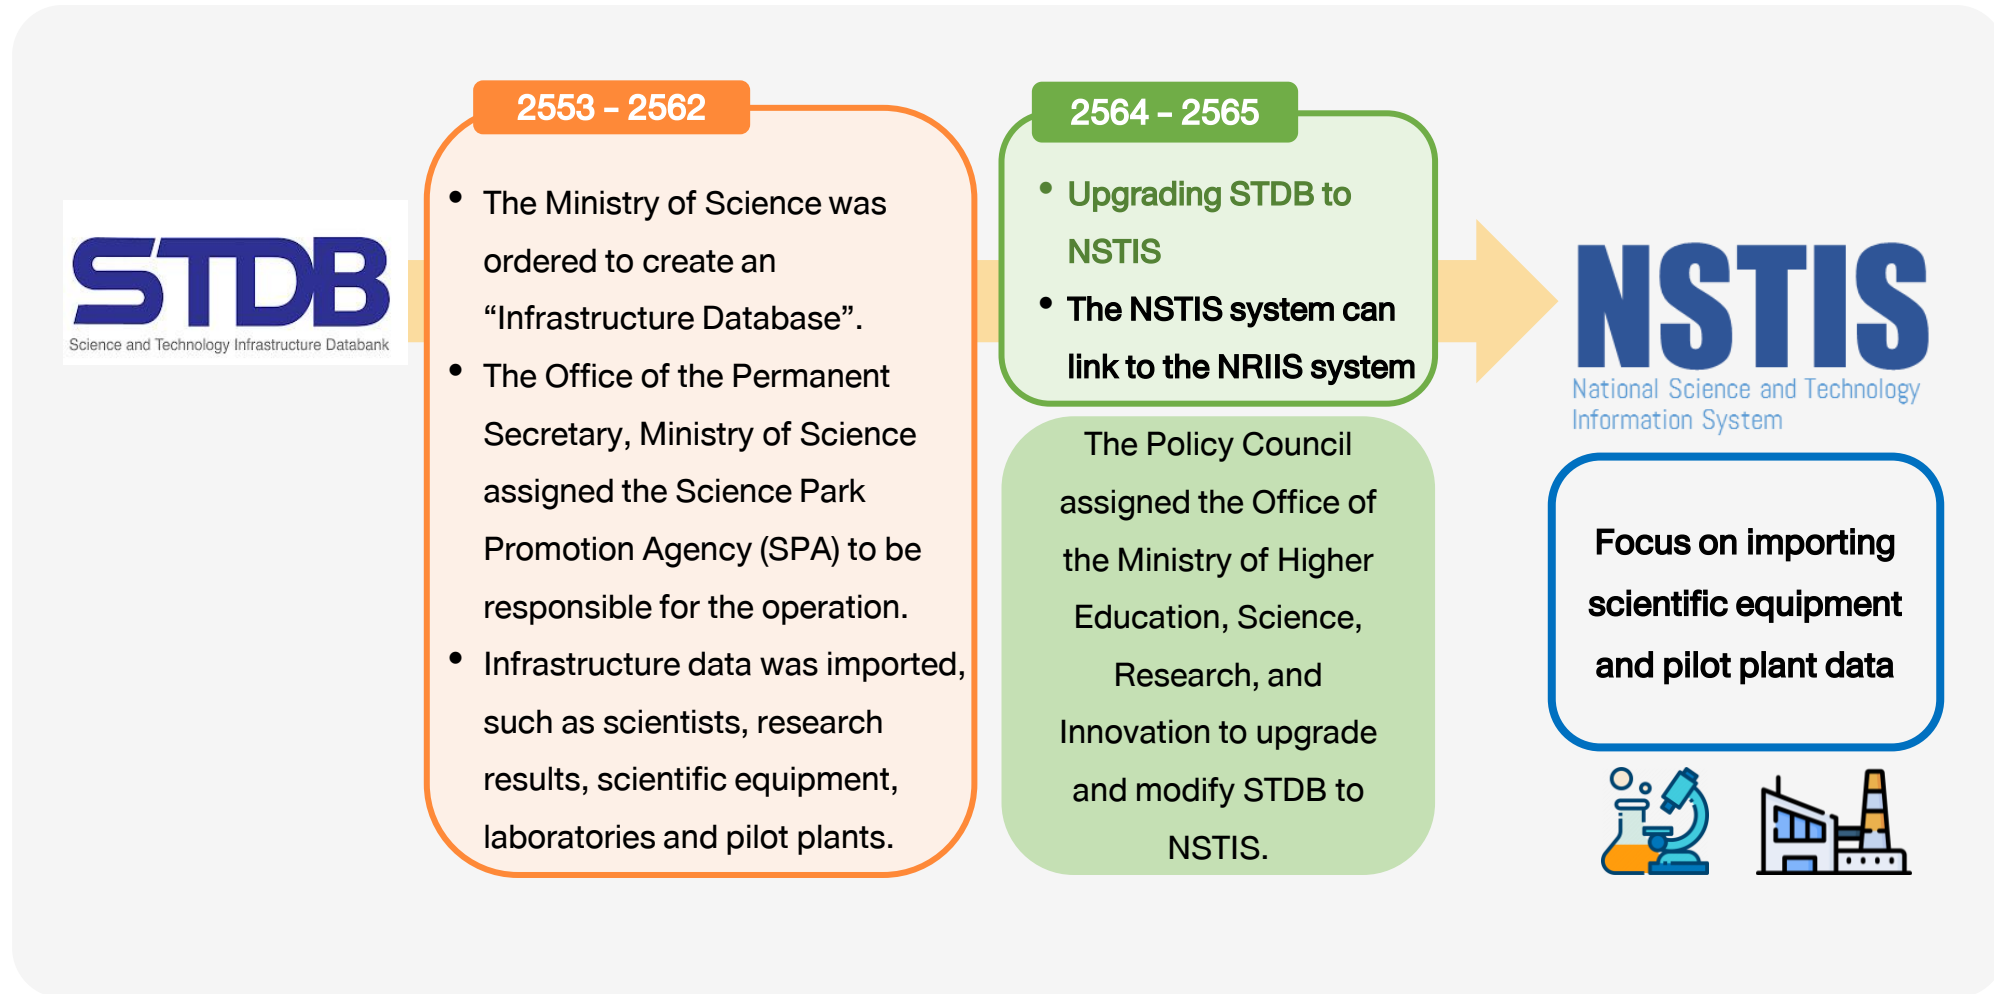 STDB
Science and Technology Infrastructure Databank
2553 – 2562
• The Ministry of Science was
ordered to create an
“Infrastructure Database”.
• The Office of the Permanent
Secretary, Ministry of Science
assigned the Science Park
Promotion Agency (SPA) to be
responsible for the operation.
• Infrastructure data was imported,
such as scientists, research
results, scientific equipment,
laboratories and pilot plants.
2564 – 2565
• Upgrading STDB to
NSTIS
• The NSTIS system can
link to the NRIIS system
The Policy Council
assigned the Office of
the Ministry of Higher
Education, Science,
Research, and
Innovation to upgrade
and modify STDB to
NSTIS.
NSTIS
National Science and Technology
Information System
Focus on importing
scientific equipment
and pilot plant data